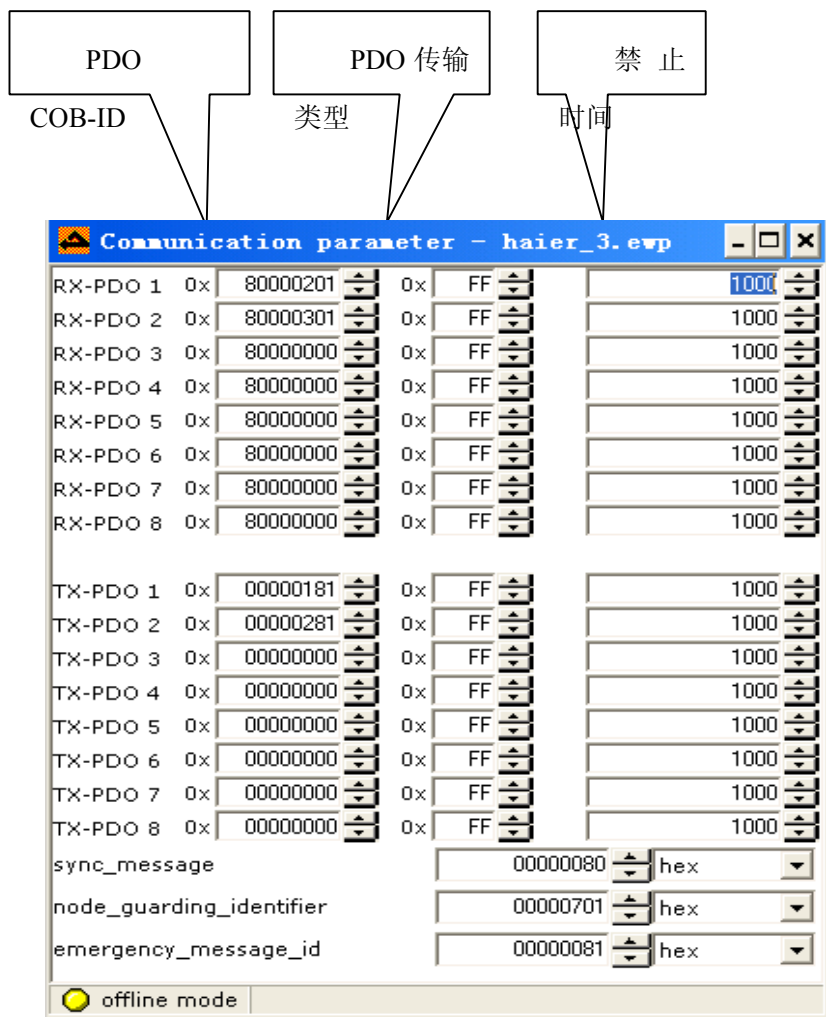 PDO PDO 传输 禁 止
COB-ID 类型 时间
Communication parameter - haier_3.ewp
RX-PDO 1 0x 80000201 0x FF 1000
RX-PDO 2 0x 80000301 0x FF 1000
RX-PDO 3 0x 80000000 0x FF 1000
RX-PDO 4 0x 80000000 0x FF 1000
RX-PDO 5 0x 80000000 0x FF 1000
RX-PDO 6 0x 80000000 0x FF 1000
RX-PDO 7 0x 80000000 0x FF 1000
RX-PDO 8 0x 80000000 0x FF 1000
TX-PDO 1 0x 00000181 0x FF 1000
TX-PDO 2 0x 00000281 0x FF 1000
TX-PDO 3 0x 00000000 0x FF 1000
TX-PDO 4 0x 00000000 0x FF 1000
TX-PDO 5 0x 00000000 0x FF 1000
TX-PDO 6 0x 00000000 0x FF 1000
TX-PDO 7 0x 00000000 0x FF 1000
TX-PDO 8 0x 00000000 0x FF 1000
sync_message 00000080 hex
node_guarding_identifier 00000701 hex
emergency_message_id 00000081 hex
offline mode